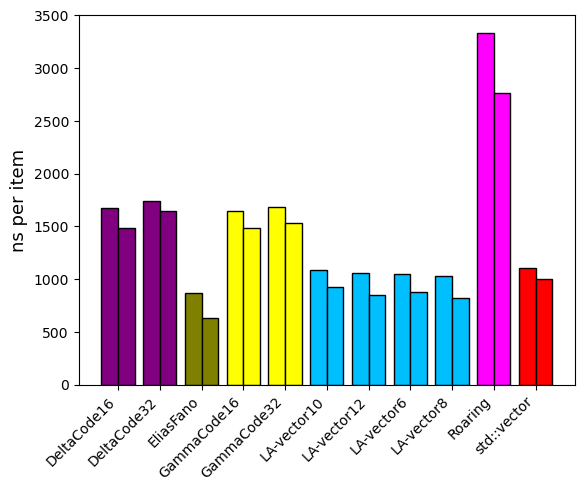 3500
3000
2500
2000
1500
1000
500
0
ns per item
DeltaCode16
DeltaCode32
EliasFano
GammaCode16
GammaCode32
LA-vector10
LA-vector12
LA-vector6
LA-vector8
Roaring
std::vector